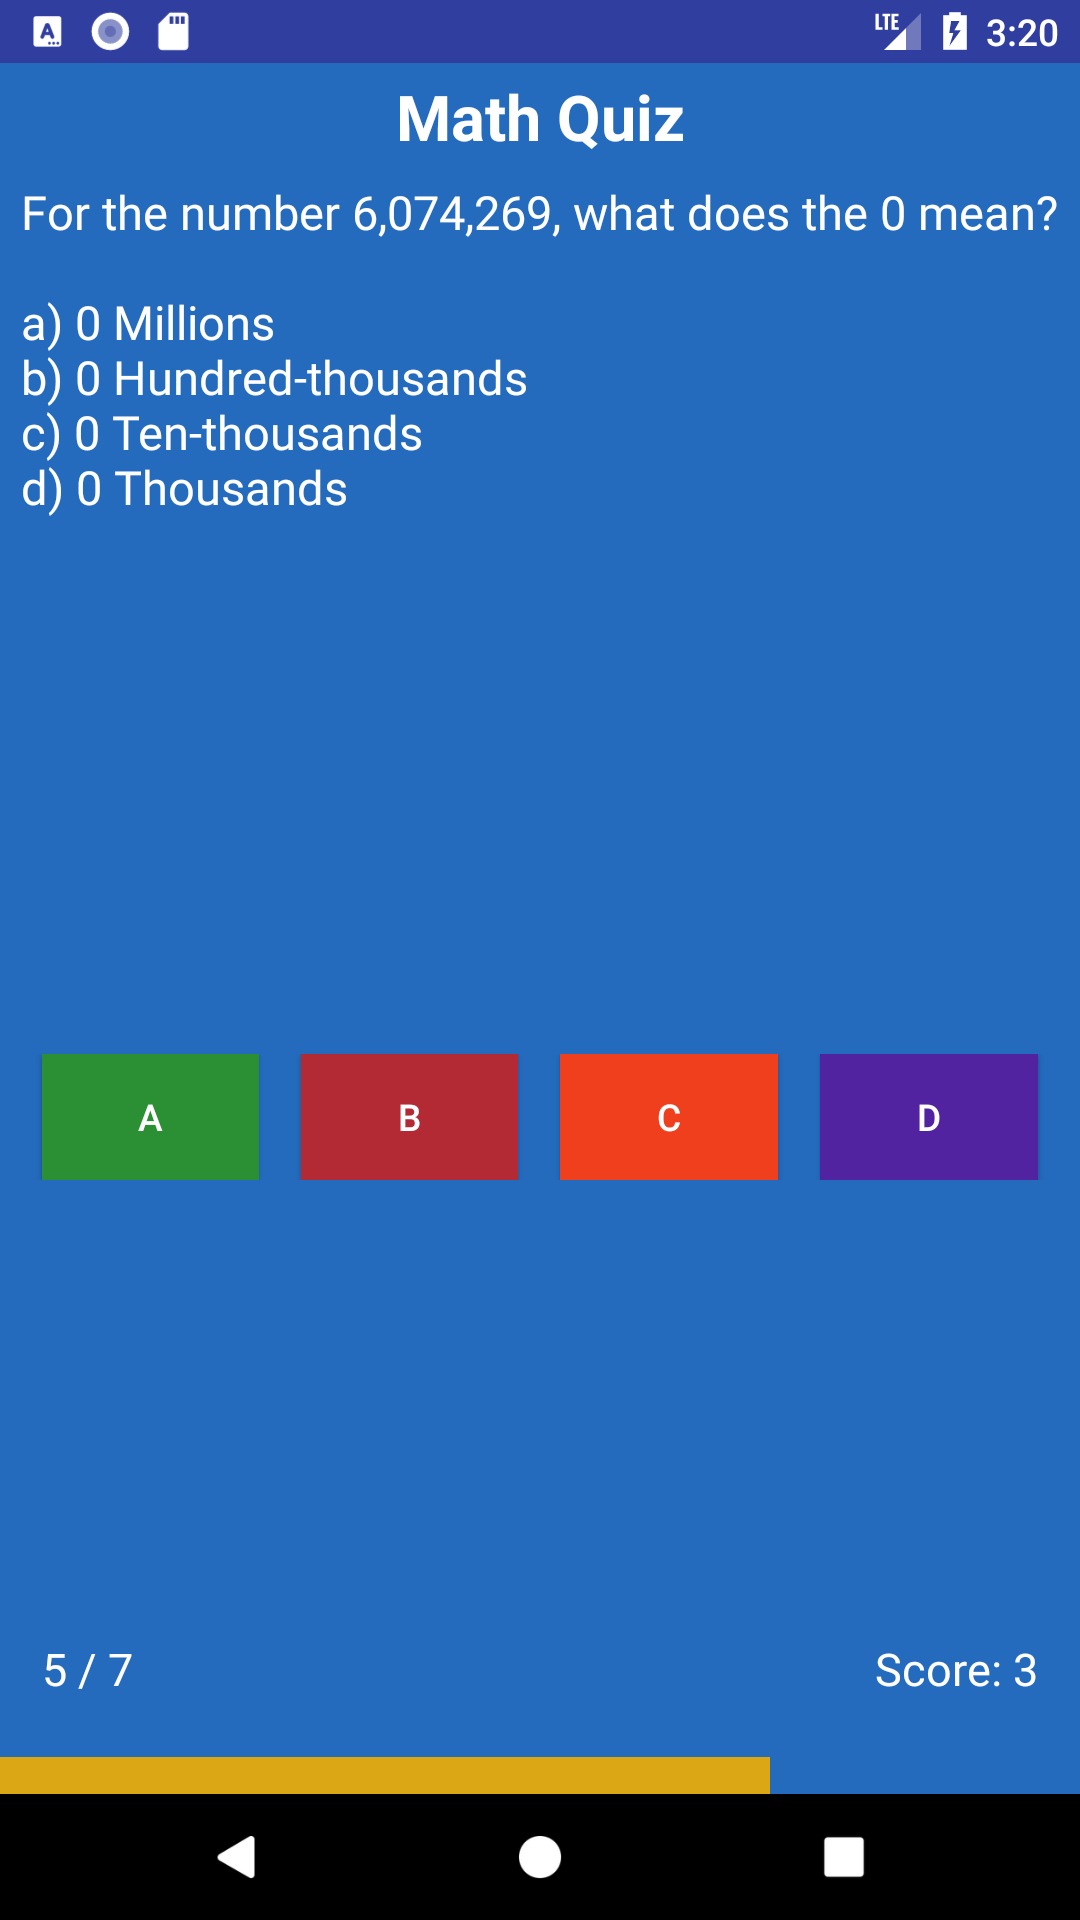 LTE 3:20
Math Quiz
For the number 6,074,269, what does the 0 mean?
a) 0 Millions
b) 0 Hundred-thousands
c) 0 Ten-thousands
d) 0 Thousands
A B C D
5 / 7 Score: 3